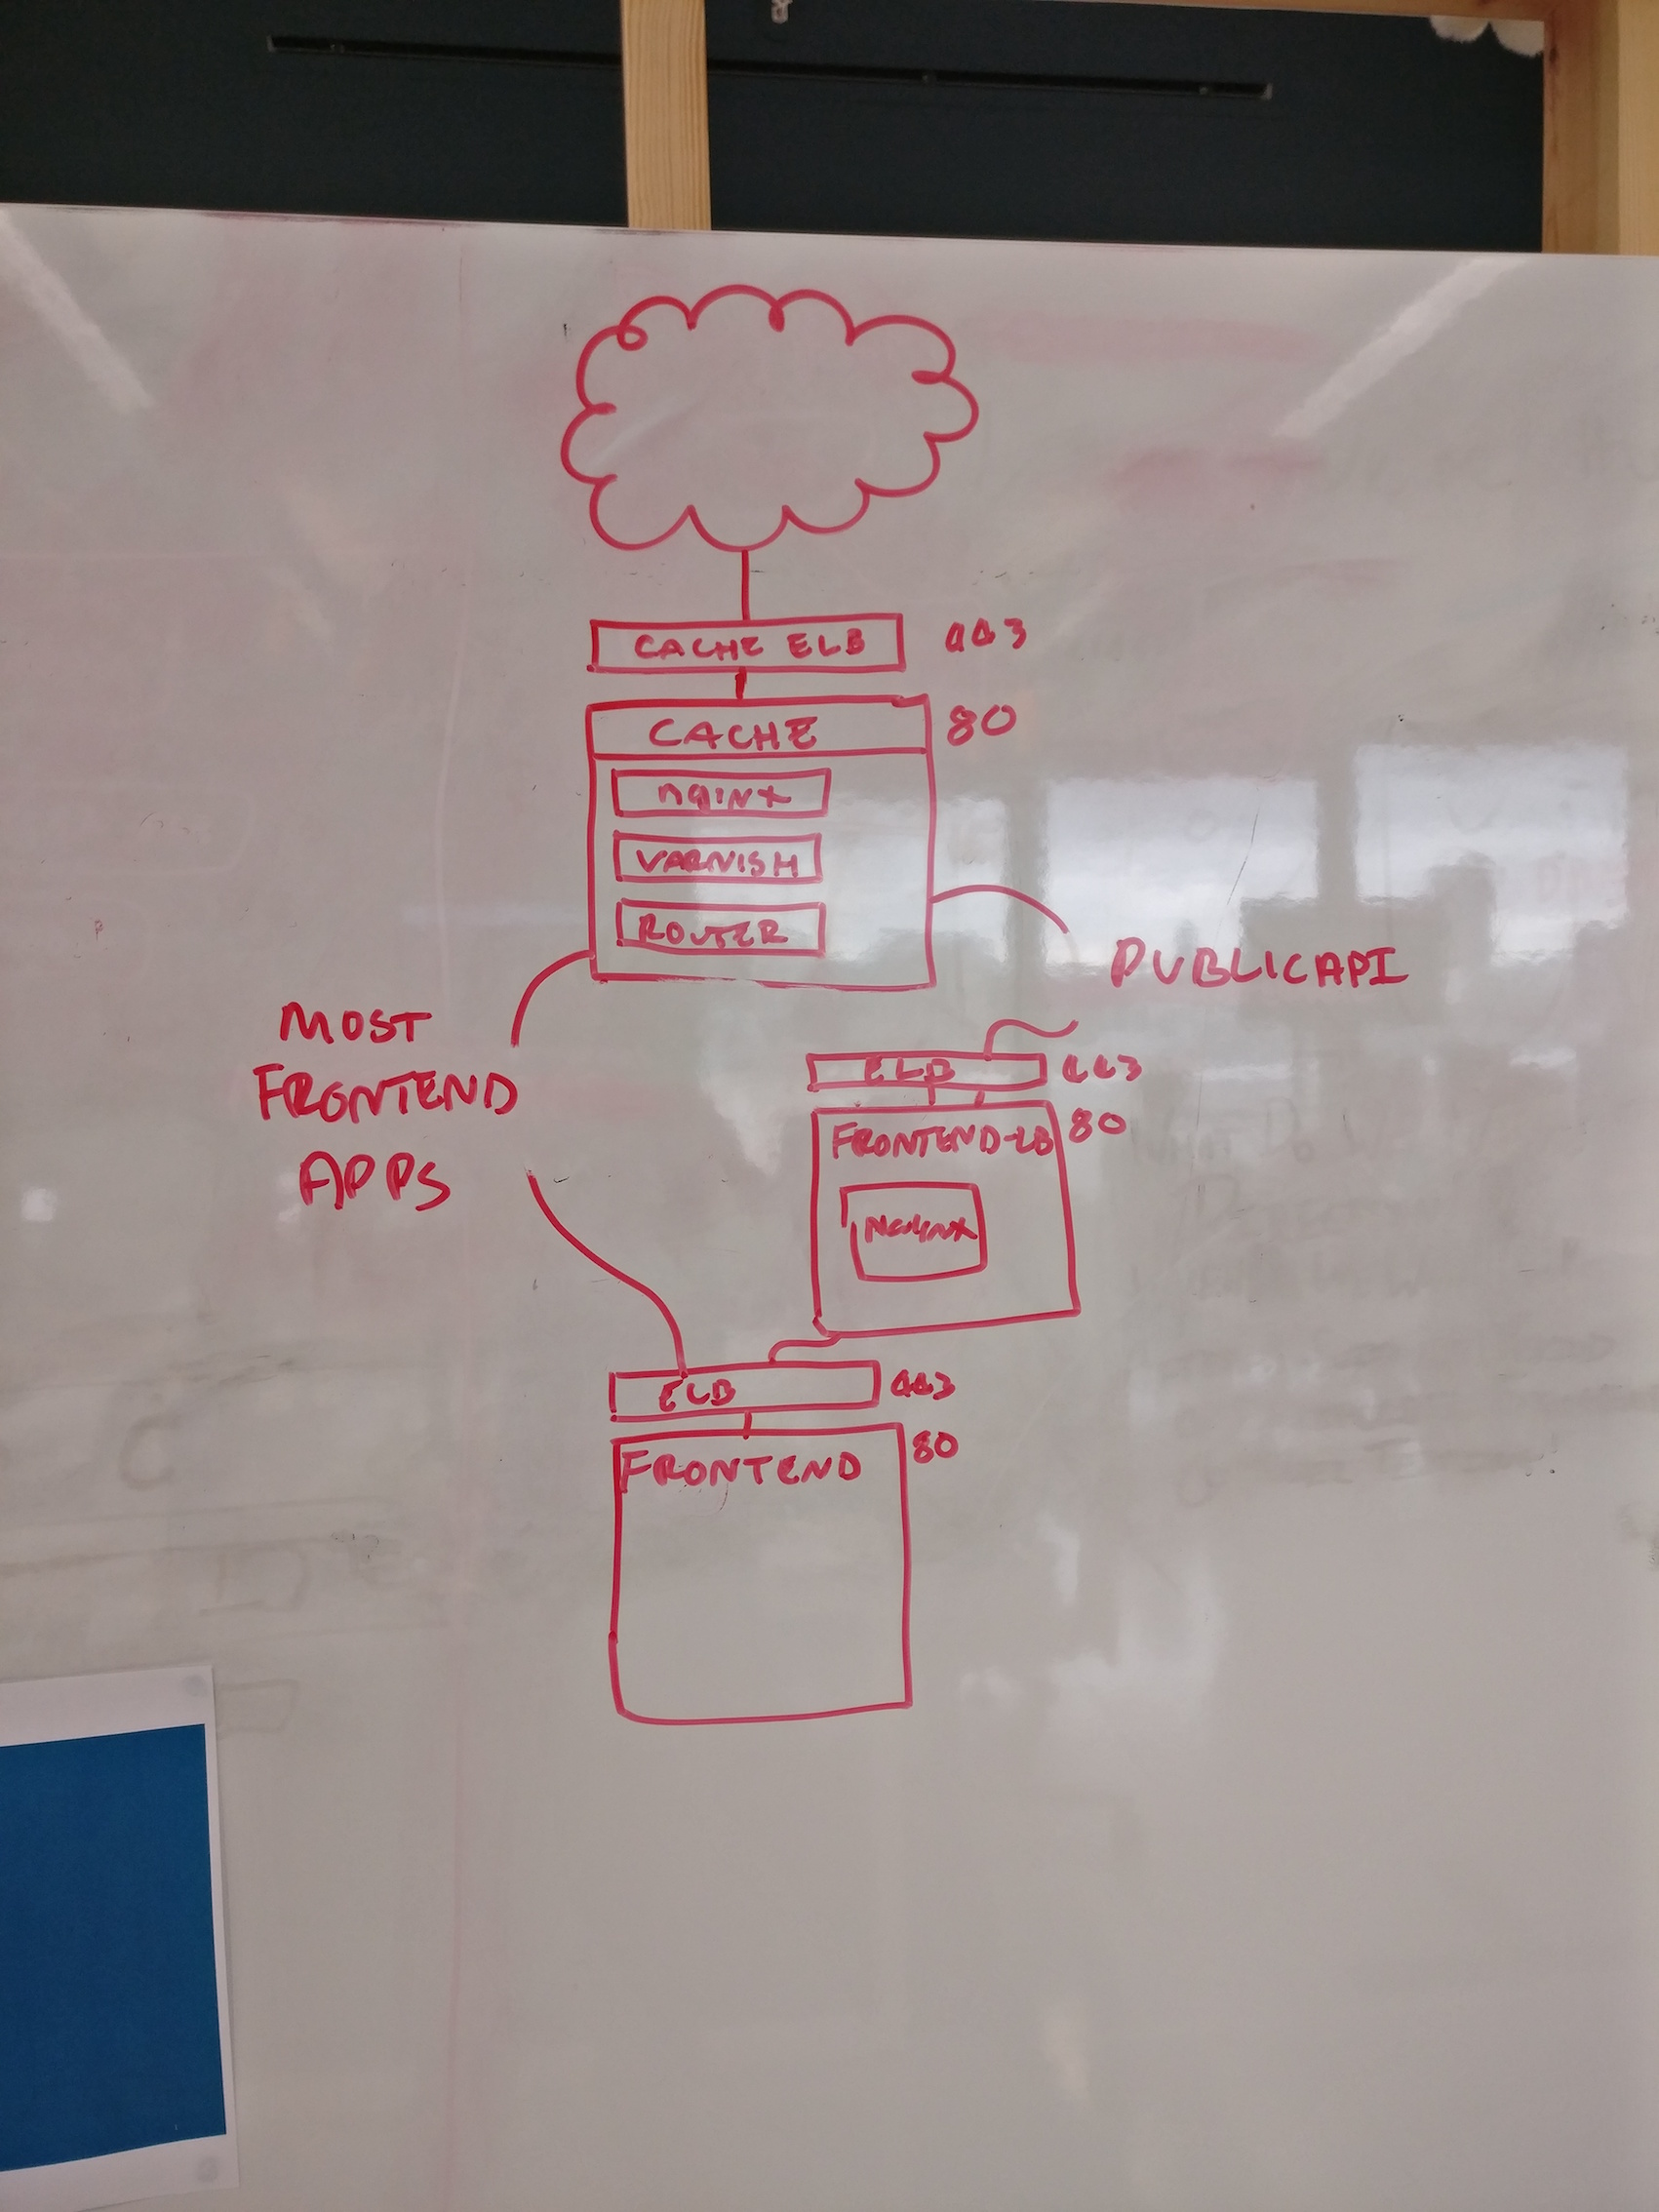 CACHE ELB 443
CACHE 80
nginx
VARNISH
ROUTER
PUBLICAPI
MOST
FRONTEND
APPS
ELB 443
FRONTEND-LB 80
NGINX
ELB 443
FRONTEND 80